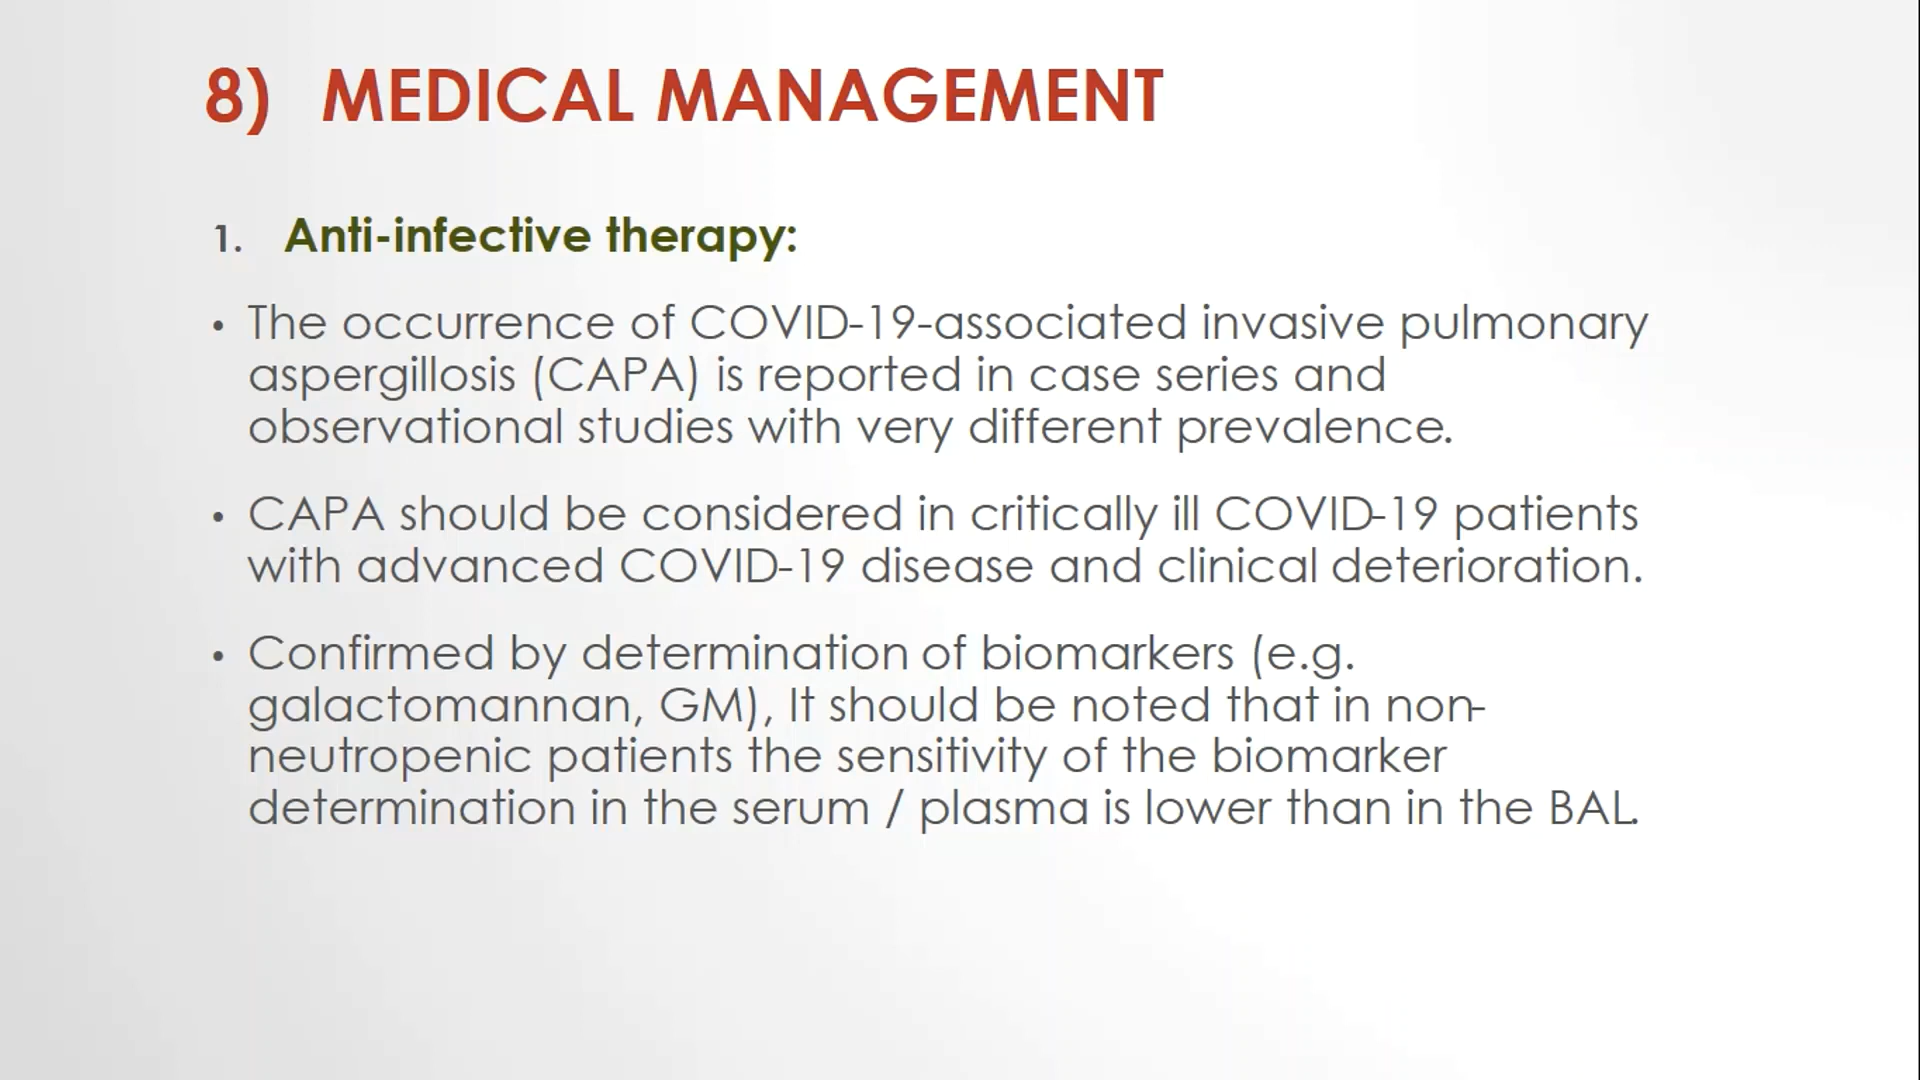 8) MEDICAL MANAGEMENT
1. Anti-infective therapy:
• The occurrence of COVID-19-associated invasive pulmonary
aspergillosis (CAPA) is reported in case series and
observational studies with very different prevalence.
• CAPA should be considered in critically ill COVID-19 patients
with advanced COVID-19 disease and clinical deterioration.
• Confirmed by determination of biomarkers (e.g.
galactomannan, GM), It should be noted that in non-
neutropenic patients the sensitivity of the biomarker
determination in the serum / plasma is lower than in the BAL.